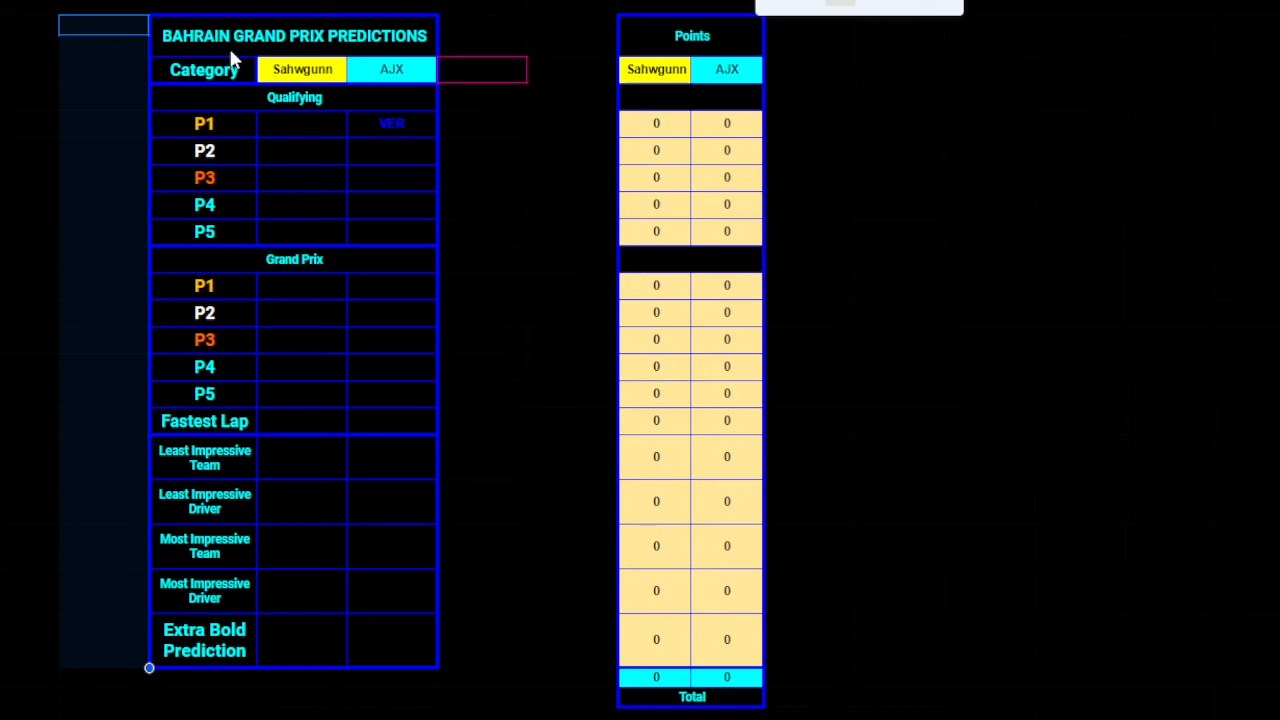 BAHRAIN GRAND PRIX PREDICTIONS
Points
Category Sahwgunn AJX
Sahwgunn AJX
Qualifying
P1 VER
0 0
P2
0 0
P3
0 0
P4
0 0
P5
0 0
Grand Prix
P1
0 0
P2
0 0
P3
0 0
P4
0 0
P5
0 0
Fastest Lap
0 0
Least Impressive
Team
0 0
Least Impressive
Driver
0 0
Most Impressive
Team
0 0
Most Impressive
Driver
0 0
Extra Bold
Prediction
0 0
0 0
Total